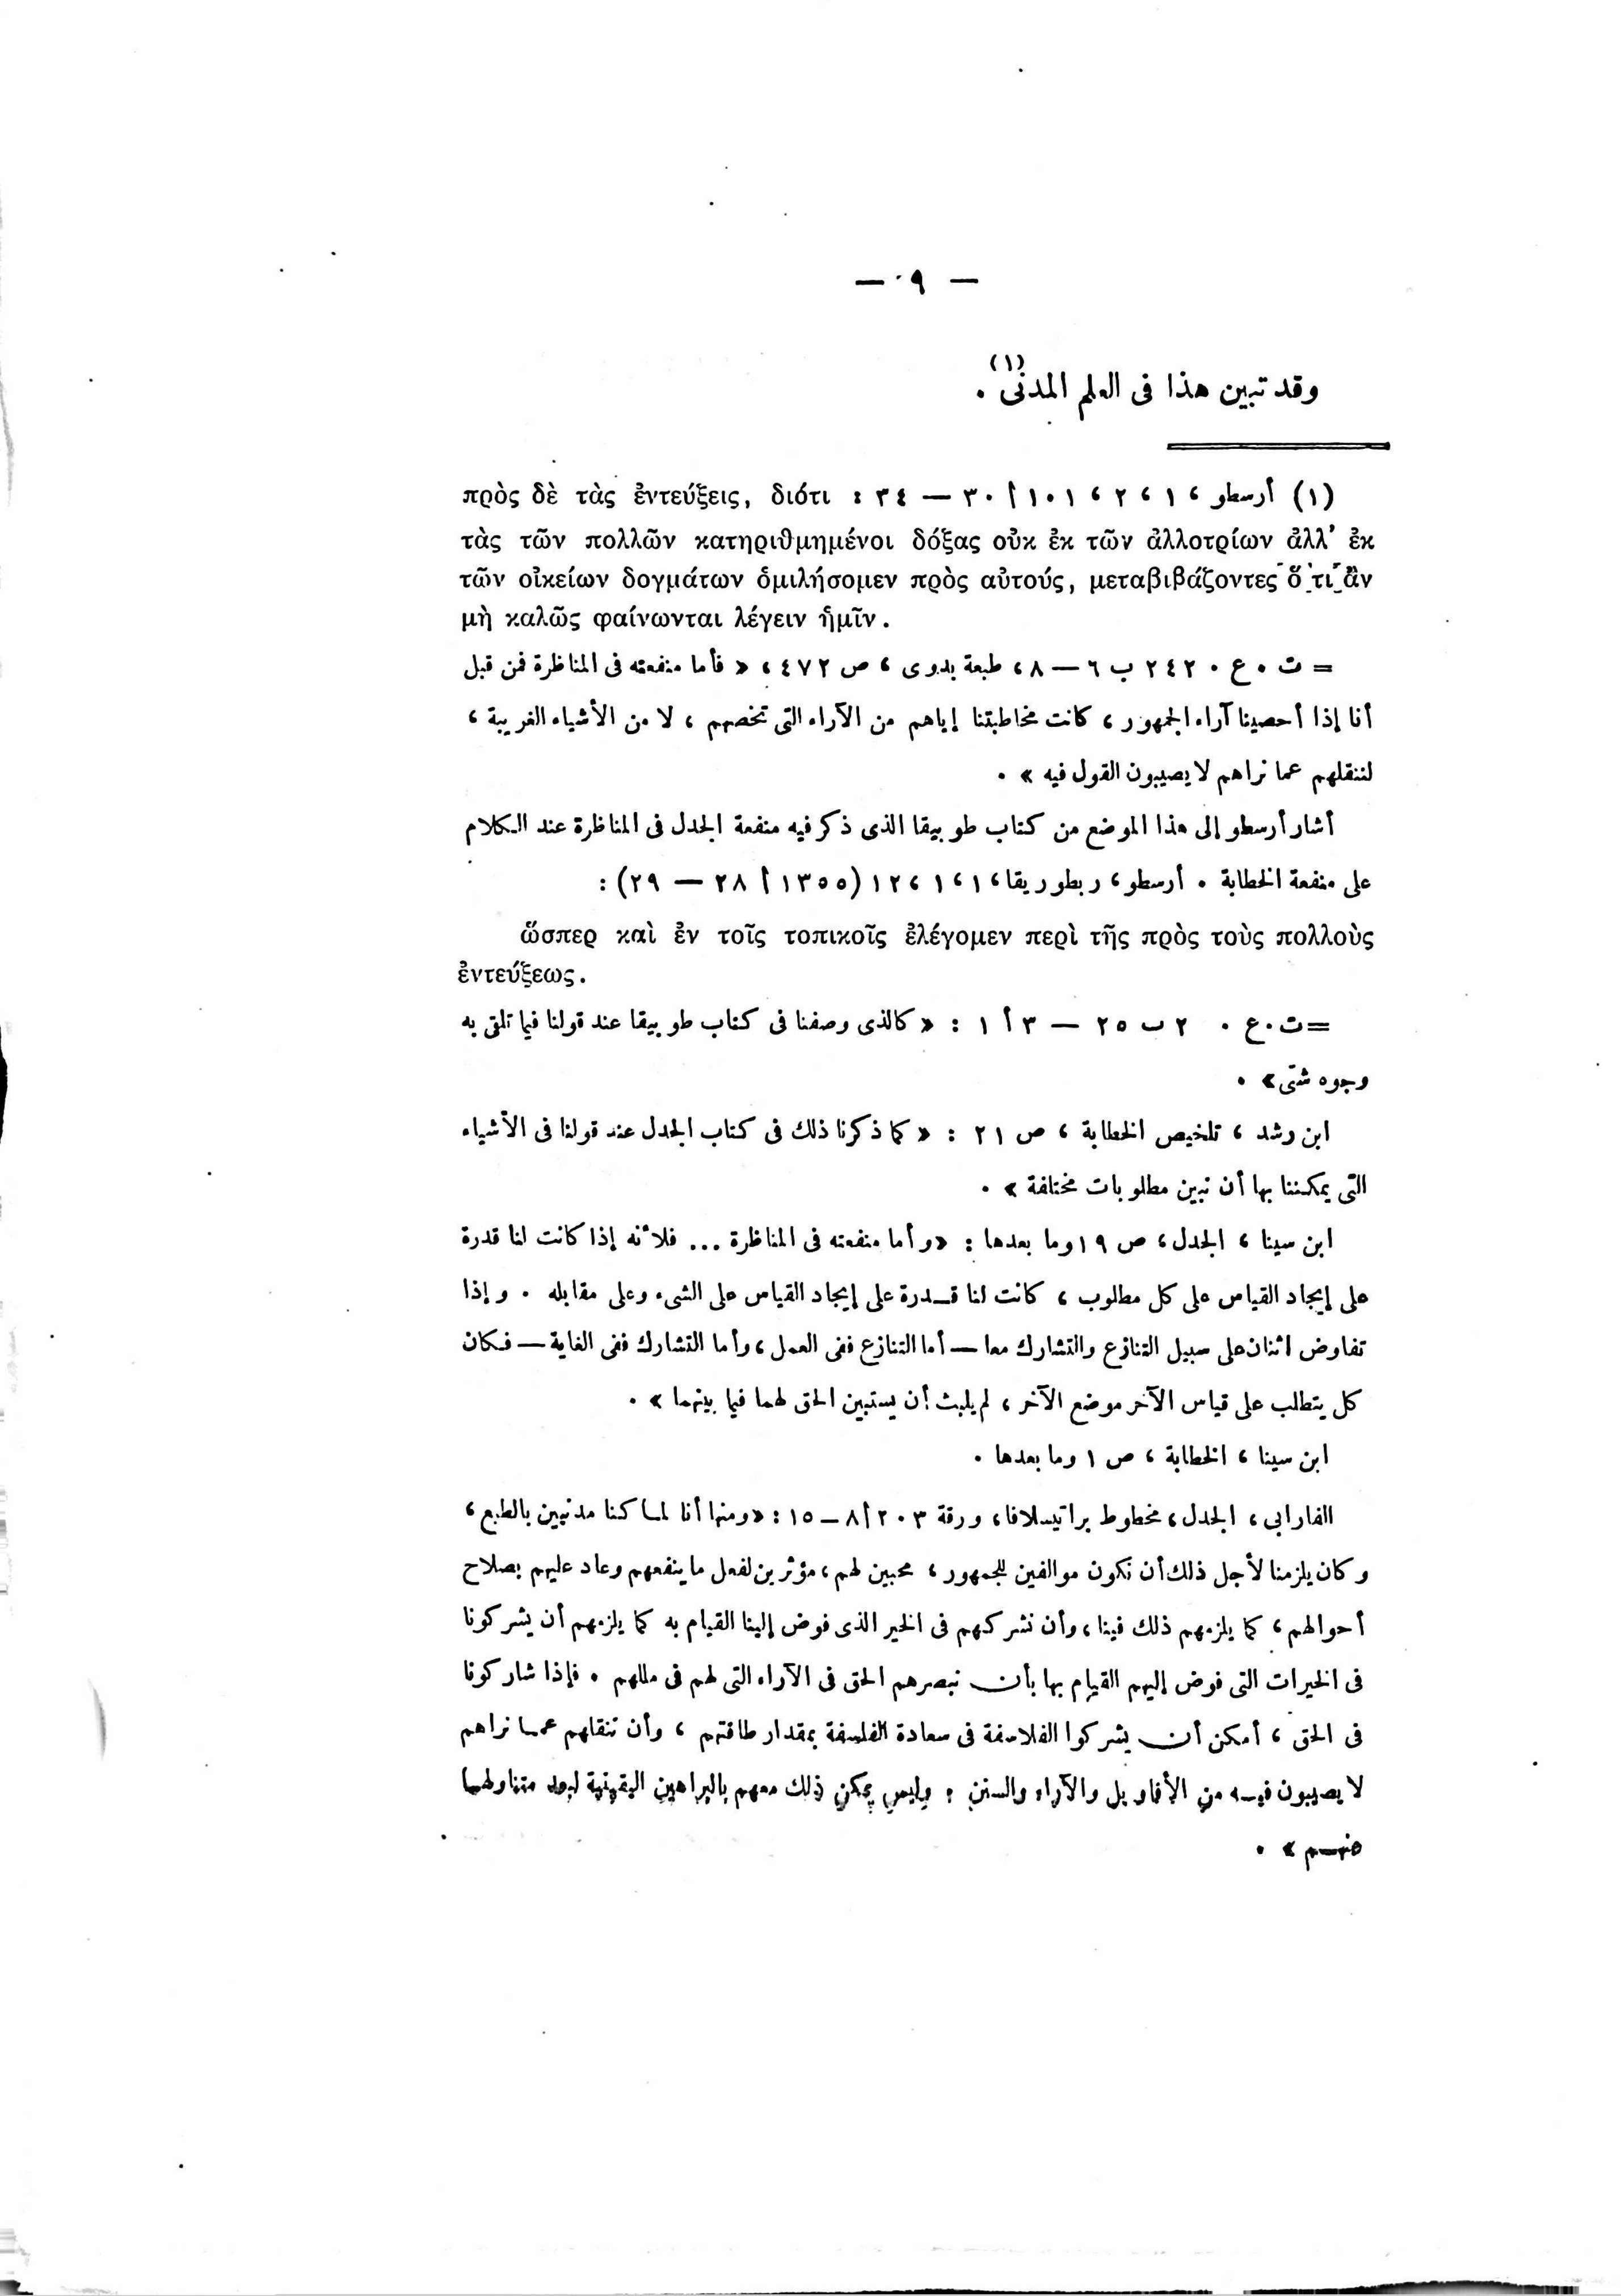 — ٩ —
وقد تبين هذا فى العلم المدنى(١) .
(١) أرسطو ، ١ ، ٢ ، ١٠١ أ ٣٠ — ٣٤ : πρὸς δὲ τὰς ἐντεύξεις, διότι
τὰς τῶν πολλῶν κατηριθμημένοι δόξας οὐκ ἐκ τῶν ἀλλοτρίων ἀλλ’ ἐκ
τῶν οἰκείων δογμάτων ὁμιλήσομεν πρὸς αὐτούς, μεταβιβάζοντες ὅ τι ἂν
μὴ καλῶς φαίνωνται λέγειν ἡμῖν.
= ت . ع . ٢٤٢ ب ٦ — ٨ ، طبعة بدوى ، ص ٤٧٢ ، « فأما منفعته فى المناظرة فمن قبل
أنا إذا أحصينا آراء الجمهور ، كانت مخاطبتنا إياهم من الآراء التى تخصهم ، لا من الأشياء الغريبة ،
لننقلهم عما نراهم لا يصيبون القول فيه » .
أشار أرسطو إلى هذا الموضع من كتاب طوبيقا الذى ذكر فيه منفعة الجدل فى المناظرة عند الكلام
على منفعة الخطابة . أرسطو ، ريطوريقا ، ١ ، ١ ، ١٢ (١٣٥٥ أ ٢٨ — ٢٩) :
ὥσπερ καὶ ἐν τοῖς τοπικοῖς ἐλέγομεν περὶ τῆς πρὸς τοὺς πολλοὺς
ἐντεύξεως.
= ت . ع . ٢ ب ٢٥ — ٣ أ ١ : « كالذى وصفنا فى كتاب طوبيقا عند قولنا فيما تلقى به
وجوه شتى » .
ابن رشد ، تلخيص الخطابة ، ص ٢١ : « كما ذكرنا ذلك فى كتاب الجدل عند قولنا فى الأشياء
التى يمكننا بها أن نبين مطلوبات مختلفة » .
ابن سينا ، الجدل ، ص ١٩ وما بعدها : « وأما منفعته فى المناظرة ... فلأنه إذا كانت لنا قدرة
على إيجاد القياس على كل مطلوب ، كانت لنا قدرة على إيجاد القياس على الشىء وعلى مقابله . وإذا
تفاوض اثنان على سبيل التنازع والتشارك معا — أما التنازع ففى العمل ، وأما التشارك ففى الغاية — فكان
كل يتطلب على قياس الآخر موضع الآخر ، لم يلبث أن يستبين الحق لهما فيما بينهما » .
ابن سينا ، الخطابة ، ص ١ وما بعدها .
الفارابى ، الجدل ، مخطوط براتيسلافا ، ورقة ٢٠٣ أ ٨ — ١٥ : « ومنها أنا لما كنا مدنيين بالطبع ،
وكان يلزمنا لأجل ذلك أن نكون موالفين للجمهور ، محبين لهم ، مؤثرين لفعل ما ينفعهم وعاد عليهم بصلاح
أحوالهم ، كما يلزمهم ذلك فينا ، وأن نشركهم فى الخير الذى فوض إلينا القيام به كما يلزمهم أن يشركونا
فى الخيرات التى فوض إليهم القيام بها بأن نبصرهم الحق فى الآراء التى لهم فى مللهم . فإذا شاركونا
فى الحق ، أمكن أن يشركوا الفلاسفة فى سعادة الفلسفة بمقدار طاقتهم ، وأن ننقلهم عما نراهم
لا يصيبون فيه من الأقاويل والآراء والسنن ، وليس يمكن ذلك معهم بالبراهين اليقينية لبعد متناولها
عنهم » .